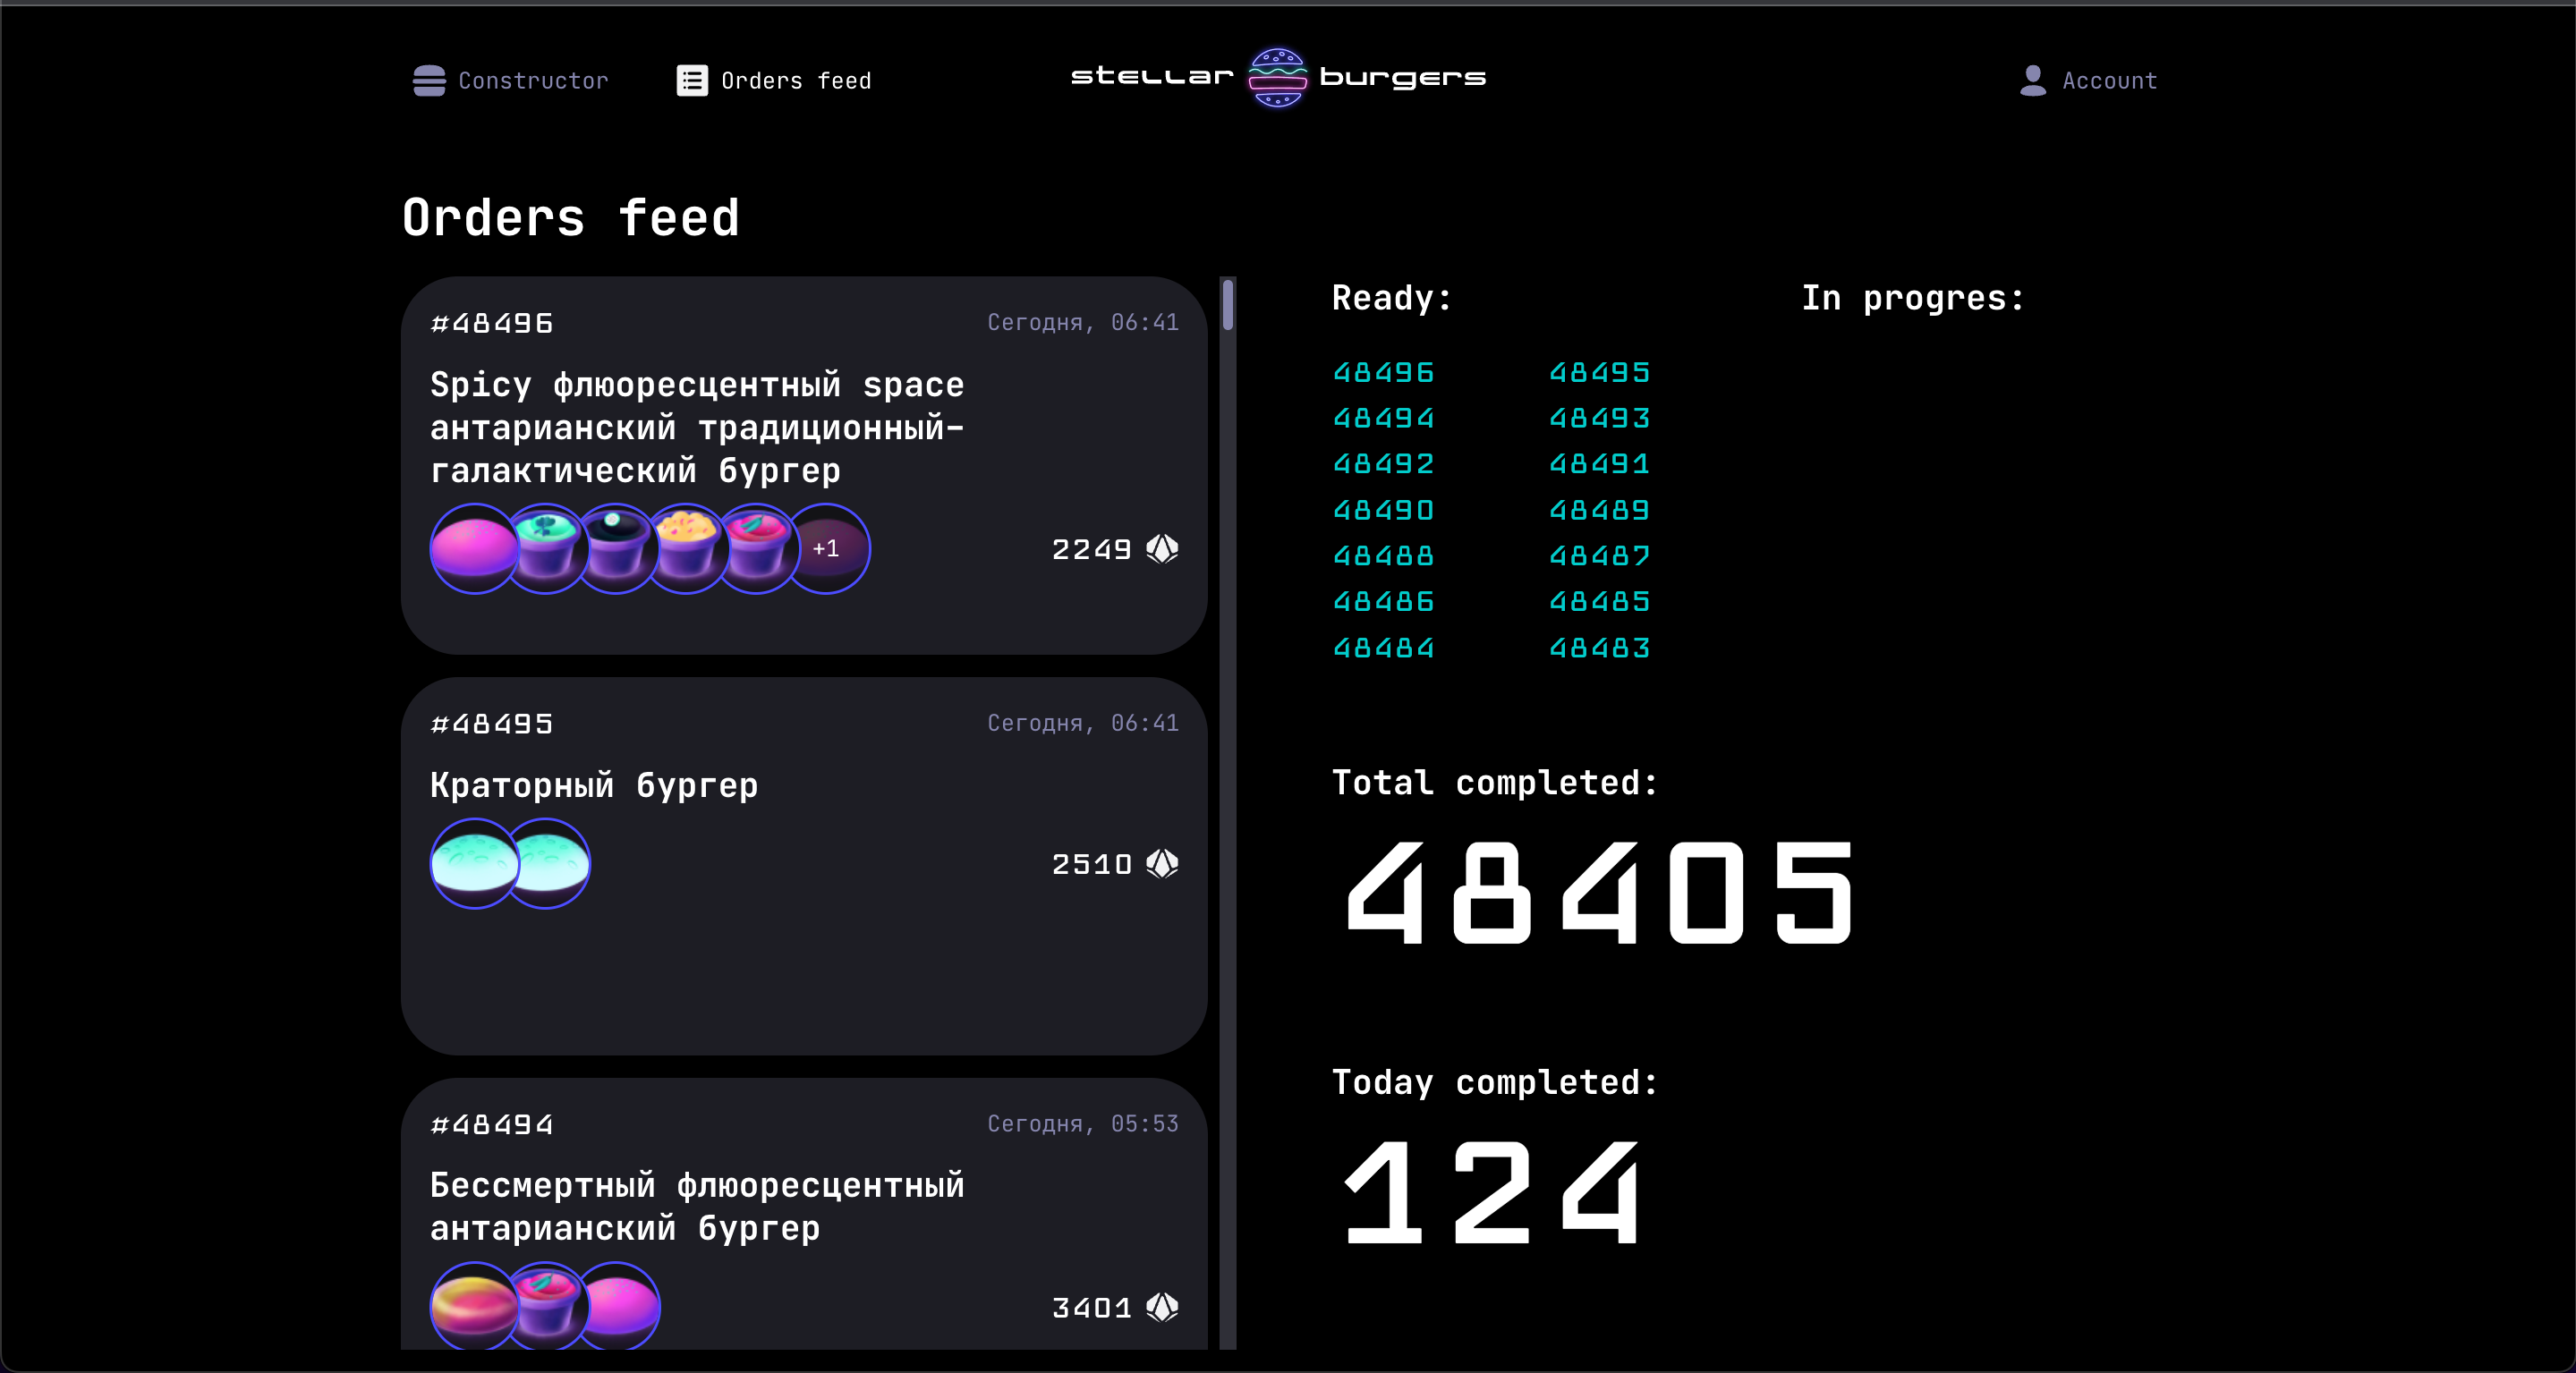 Constructor
Orders feed
stellar burgers
Account
Orders feed
#48496
Сегодня, 06:41
Spicy флюоресцентный space
антарианский традиционный-
галактический бургер
+1
2249
#48495
Сегодня, 06:41
Краторный бургер
2510
#48494
Сегодня, 05:53
Бессмертный флюоресцентный
антарианский бургер
3401
Ready:
48496 48495
48494 48493
48492 48491
48490 48489
48488 48487
48486 48485
48484 48483
In progres:
Total completed:
48405
Today completed:
124